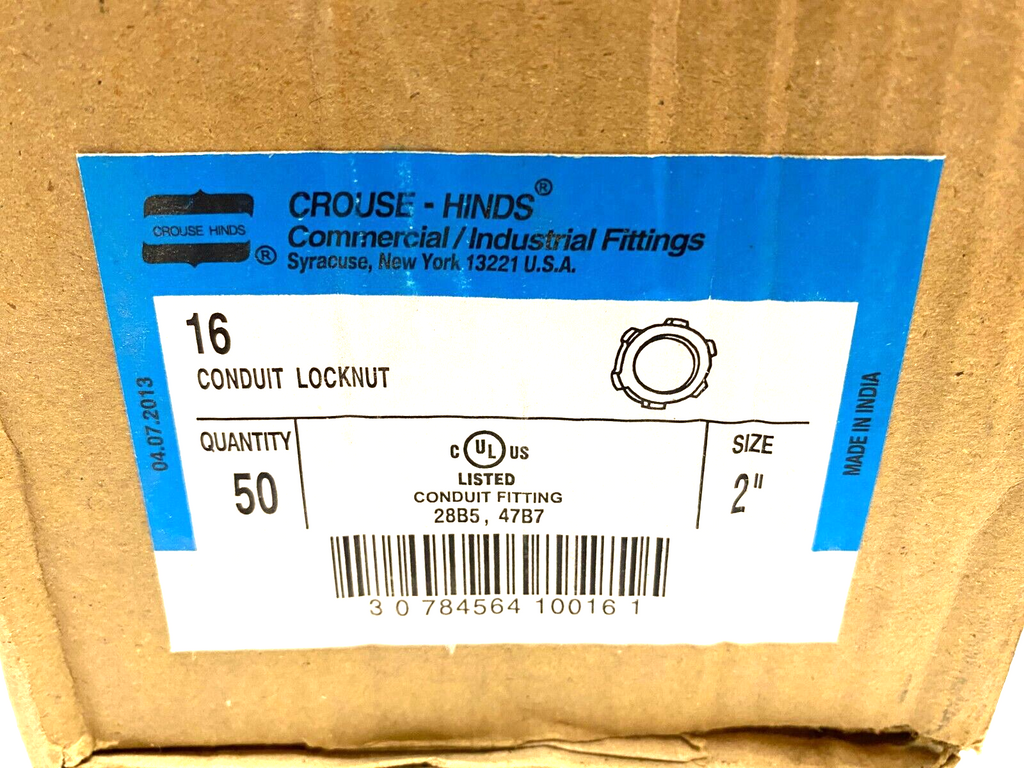 CROUSE HINDS ®
CROUSE - HINDS®
Commercial/Industrial Fittings
Syracuse, New York 13221 U.S.A.
16
CONDUIT LOCKNUT
04.07.2013
MADE IN INDIA
QUANTITY
50
C UL US
LISTED
CONDUIT FITTING
28B5, 47B7
SIZE
2"
3 0 784564 10016 1